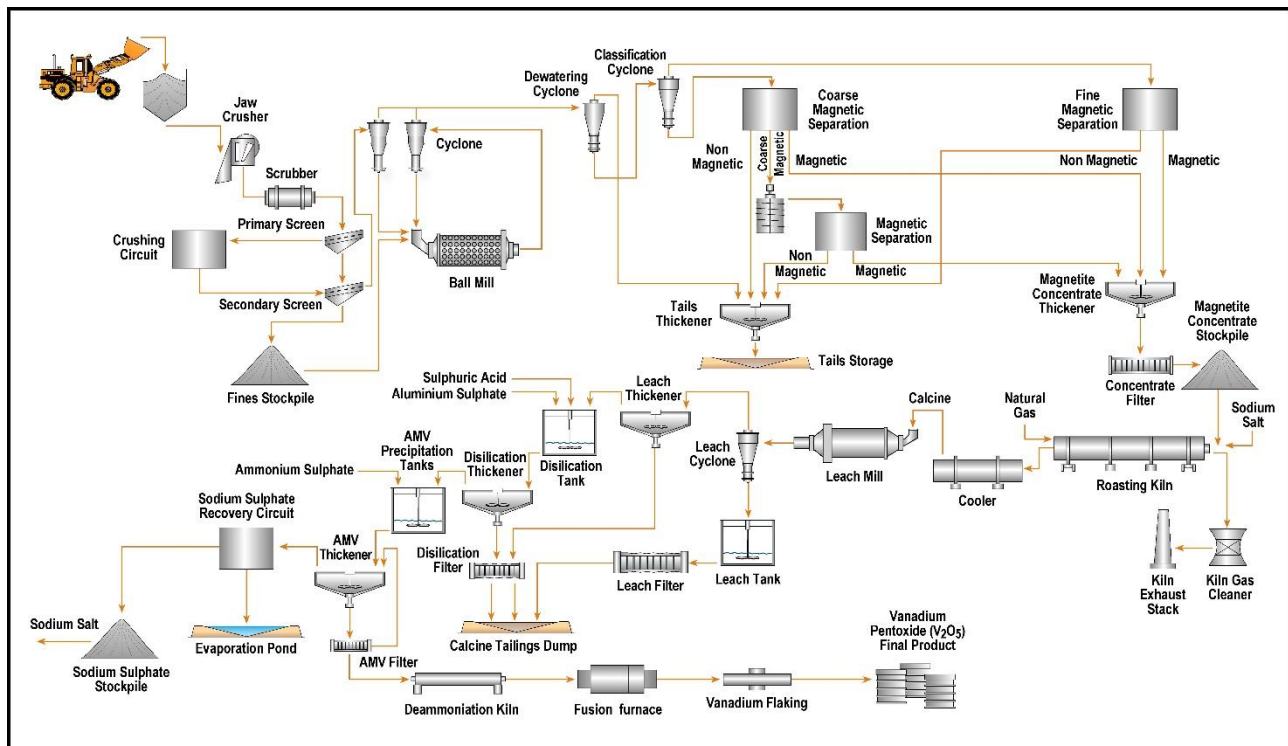 Classification
Cyclone
Dewatering
Cyclone
Jaw
Crusher
Cyclone
Coarse
Magnetic
Separation
Fine
Magnetic
Separation
Non
Magnetic
Coarse
Magnetic
Magnetic
Non Magnetic
Magnetic
Scrubber
Primary Screen
Crushing
Circuit
Secondary Screen
Ball Mill
Magnetic
Separation
Non
Magnetic
Magnetic
Tails
Thickener
Magnetite
Concentrate
Thickener
Magnetite
Concentrate
Stockpile
Tails Storage
Fines Stockpile
Concentrate
Filter
Sulphuric Acid
Aluminium Sulphate
Leach
Thickener
Calcine
Natural
Gas
Sodium
Salt
AMV
Precipitation
Tanks
Disilication
Thickener
Disilication
Tank
Leach
Cyclone
Leach Mill
Cooler
Roasting Kiln
Ammonium Sulphate
Sodium Sulphate
Recovery Circuit
AMV
Thickener
Disilication
Filter
Leach Filter
Leach Tank
Kiln
Exhaust
Stack
Kiln Gas
Cleaner
Sodium Salt
Sodium Sulphate
Stockpile
Evaporation Pond
AMV Filter
Calcine Tailings Dump
Vanadium
Pentoxide (V₂O₅)
Final Product
Deammoniation Kiln
Fusion furnace
Vanadium Flaking